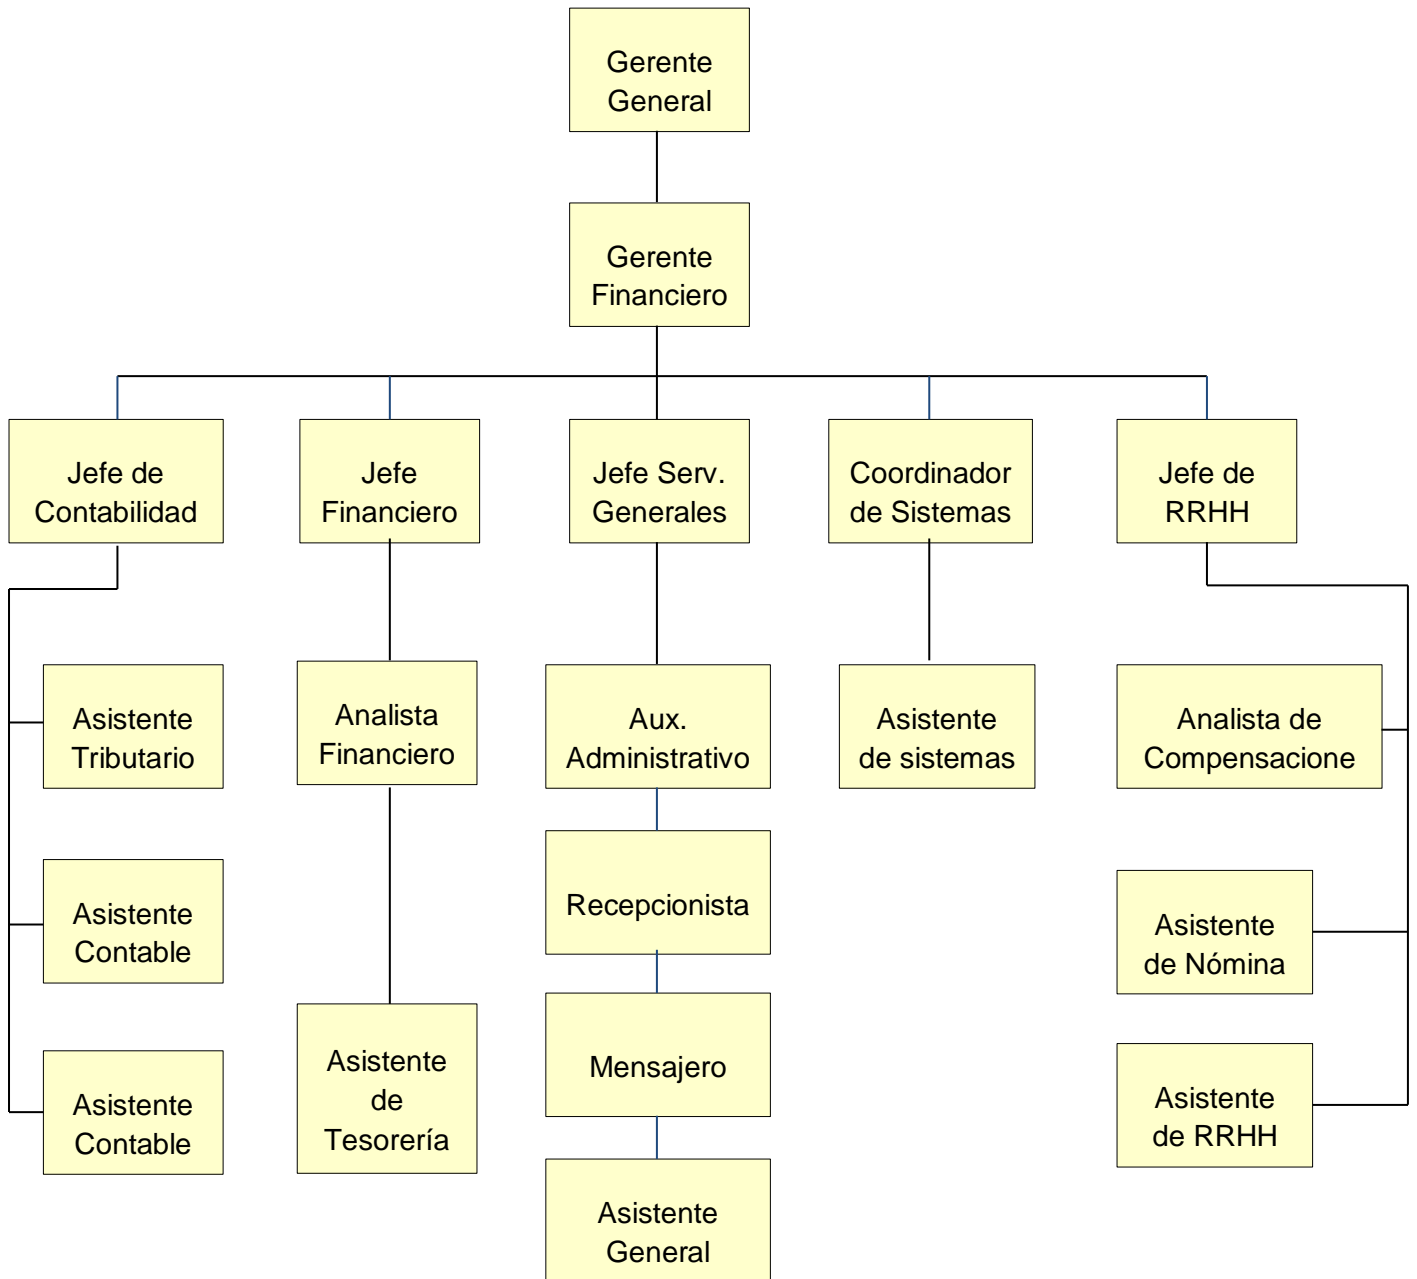 Gerente
General
Gerente
Financiero
Jefe de
Contabilidad
Jefe
Financiero
Jefe Serv.
Generales
Coordinador
de Sistemas
Jefe de
RRHH
Asistente
Tributario
Analista
Financiero
Aux.
Administrativo
Asistente
de sistemas
Analista de
Compensacione
Asistente
Contable
Recepcionista
Asistente
de Nómina
Asistente
Contable
Asistente
de
Tesorería
Mensajero
Asistente
de RRHH
Asistente
General